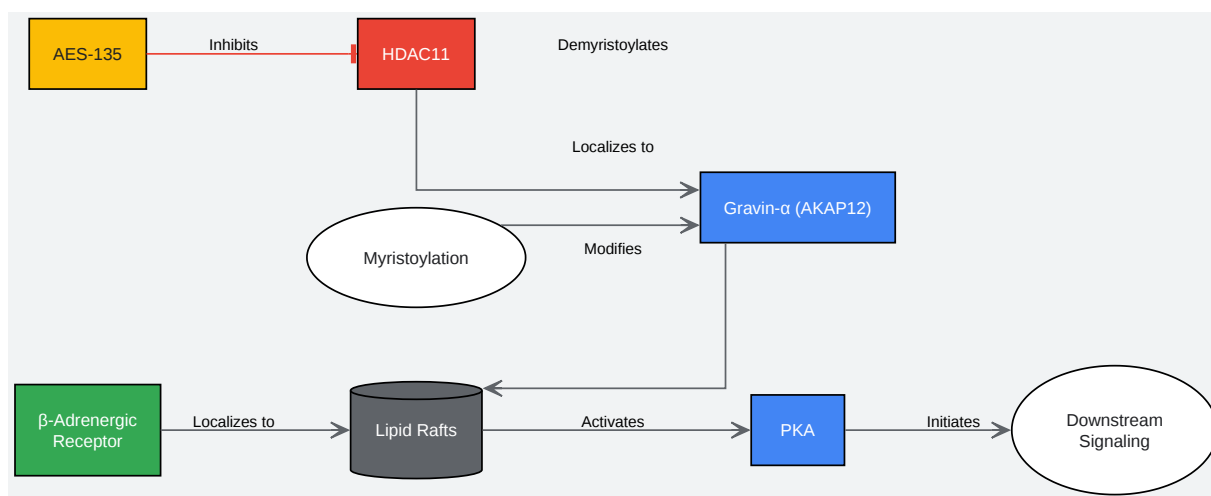 AES-135
Inhibits
HDAC11
Demyristoylates
Localizes to
Gravin-α (AKAP12)
Myristoylation
Modifies
β-Adrenergic
Receptor
Localizes to
Lipid Rafts
Activates
PKA
Initiates
Downstream
Signaling